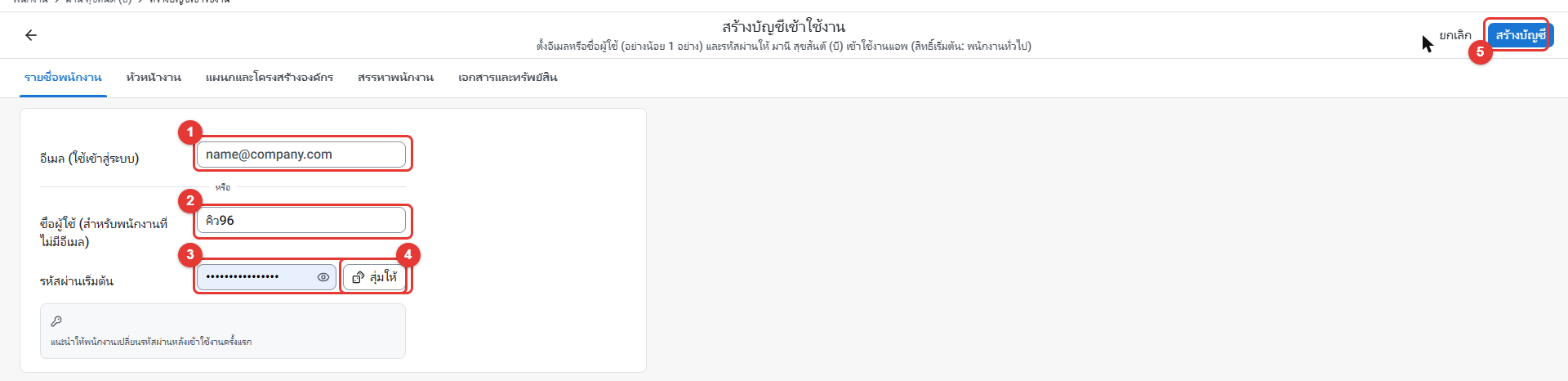 สร้างบัญชีเข้าใช้งาน
ตั้งอีเมลหรือชื่อผู้ใช้ (อย่างน้อย 1 อย่าง) และรหัสผ่านให้ มานี สุขสันต์ (บี) เข้าใช้งานแอพ (สิทธิ์เริ่มต้น: พนักงานทั่วไป)
ยกเลิก
สร้างบัญชี
5
รายชื่อพนักงาน หัวหน้างาน แผนกและโครงสร้างองค์กร สรรหาพนักงาน เอกสารและทรัพย์สิน
1
อีเมล (ใช้เข้าสู่ระบบ) name@company.com
หรือ
2
ชื่อผู้ใช้ (สำหรับพนักงานที่
ไม่มีอีเมล)
คิว96
3 4
รหัสผ่านเริ่มต้น •••••••••••••••• สุ่มให้
แนะนำให้พนักงานเปลี่ยนรหัสผ่านหลังเข้าใช้งานครั้งแรก